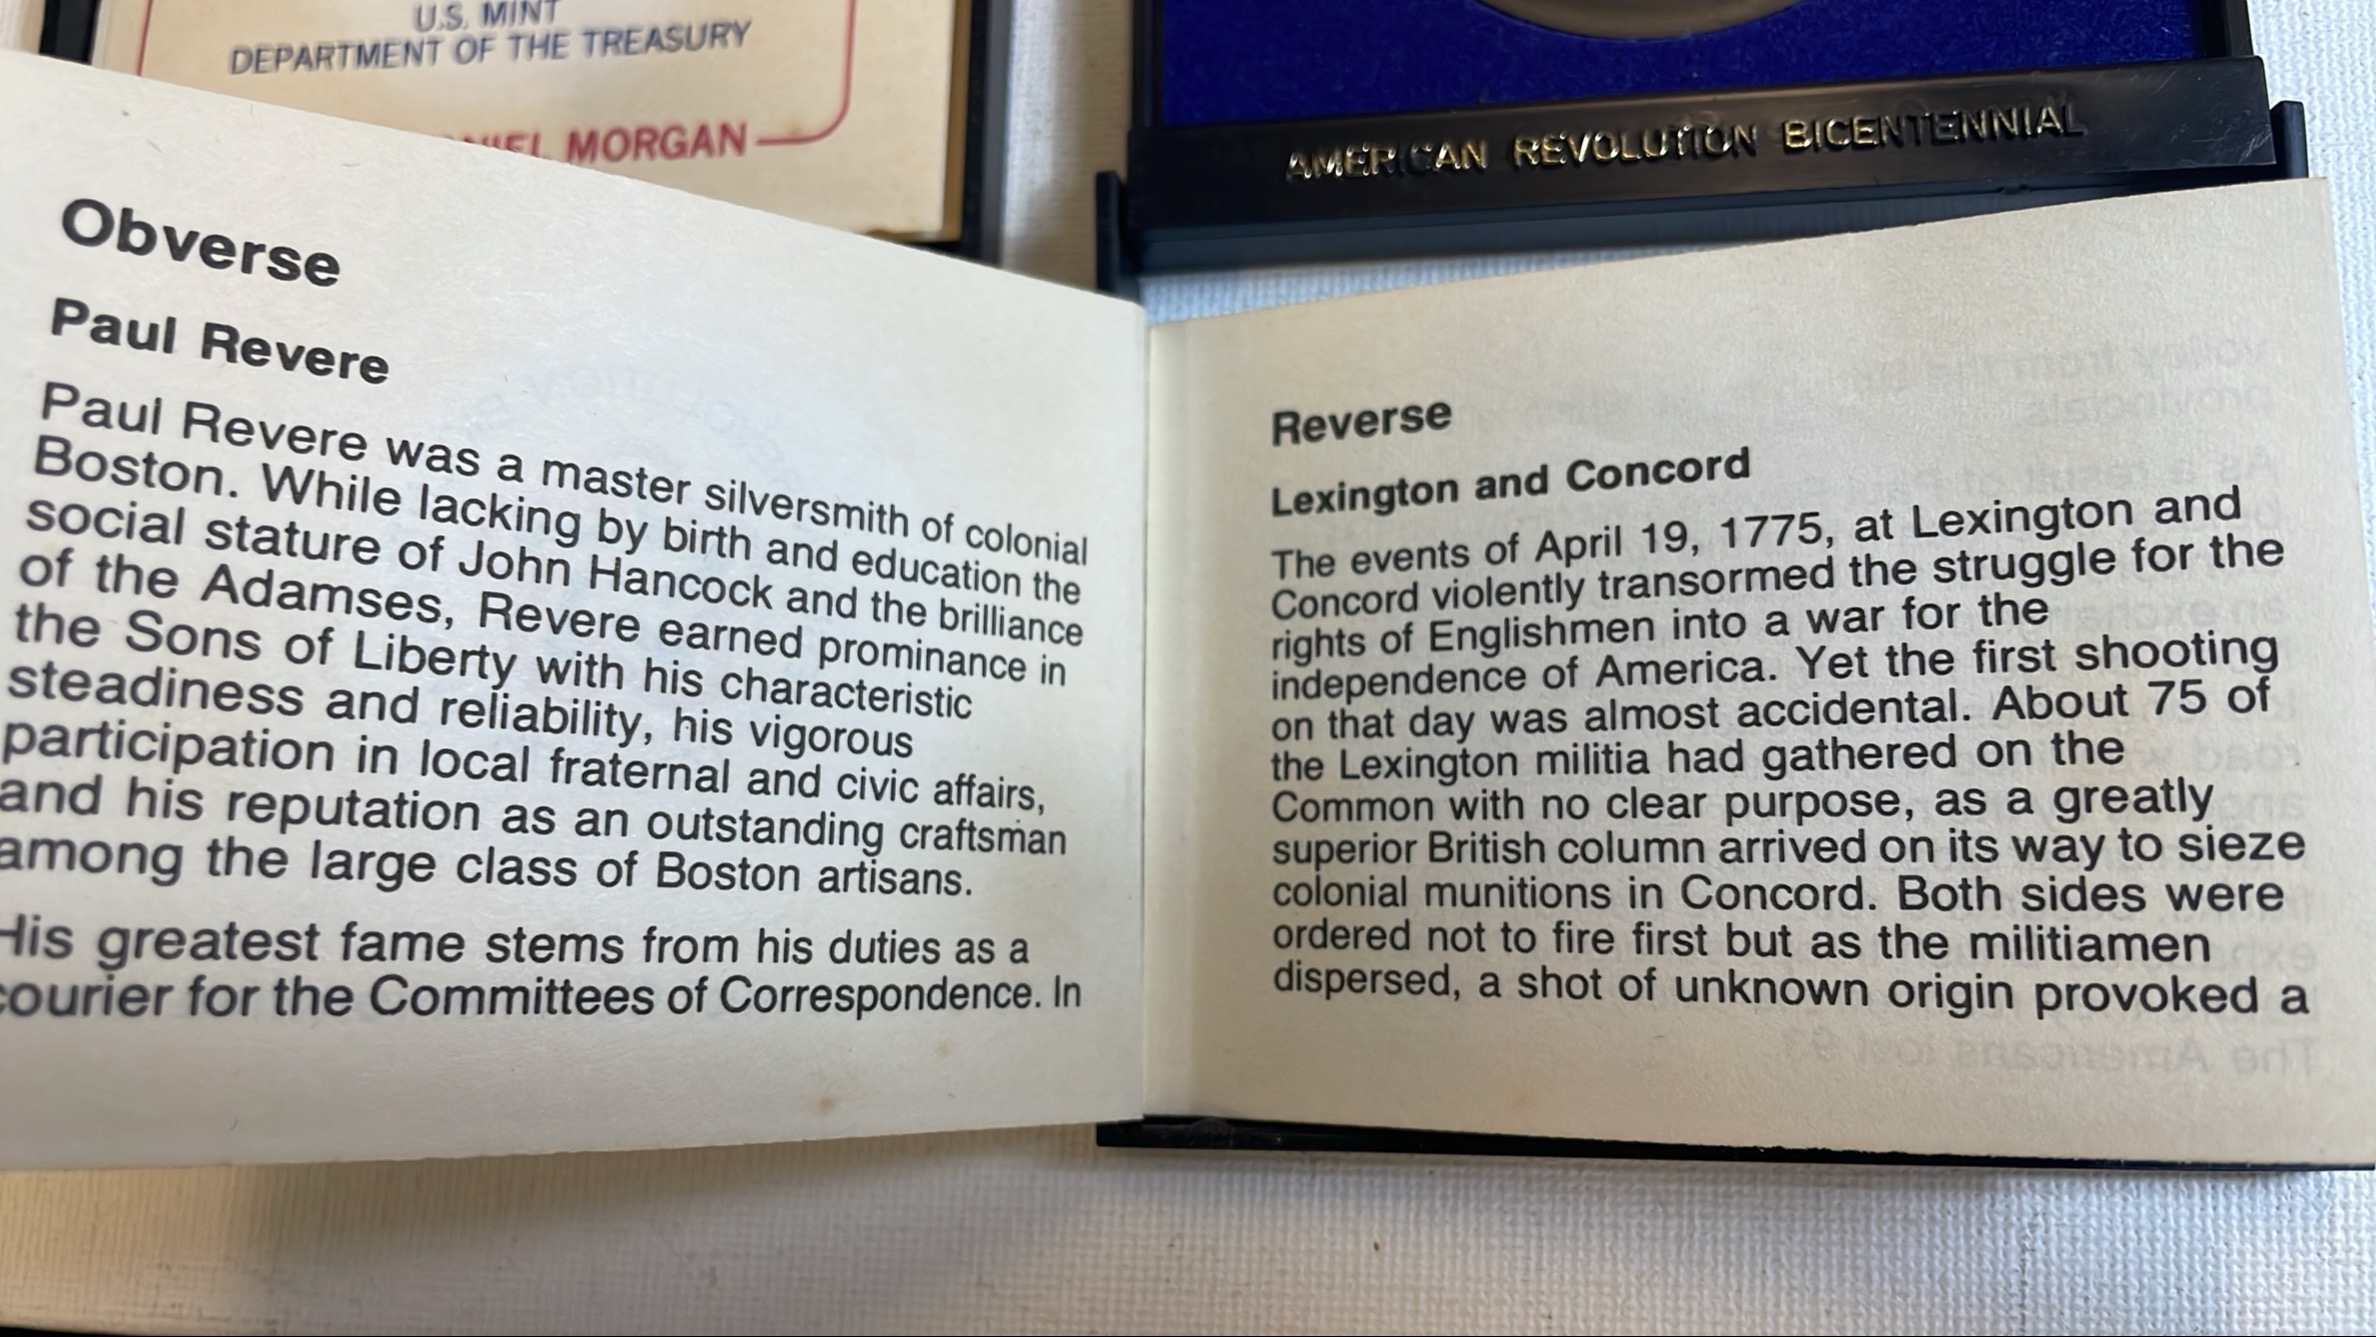 U.S. MINT
DEPARTMENT OF THE TREASURY
MORGAN
AMERICAN REVOLUTION BICENTENNIAL
Obverse
Paul Revere
Paul Revere was a master silversmith of colonial
Boston. While lacking by birth and education the
social stature of John Hancock and the brilliance
of the Adamses, Revere earned prominance in
the Sons of Liberty with his characteristic
steadiness and reliability, his vigorous
participation in local fraternal and civic affairs,
and his reputation as an outstanding craftsman
among the large class of Boston artisans.
His greatest fame stems from his duties as a
courier for the Committees of Correspondence. In
Reverse
Lexington and Concord
The events of April 19, 1775, at Lexington and
Concord violently transormed the struggle for the
rights of Englishmen into a war for the
independence of America. Yet the first shooting
on that day was almost accidental. About 75 of
the Lexington militia had gathered on the
Common with no clear purpose, as a greatly
superior British column arrived on its way to sieze
colonial munitions in Concord. Both sides were
ordered not to fire first but as the militiamen
dispersed, a shot of unknown origin provoked a